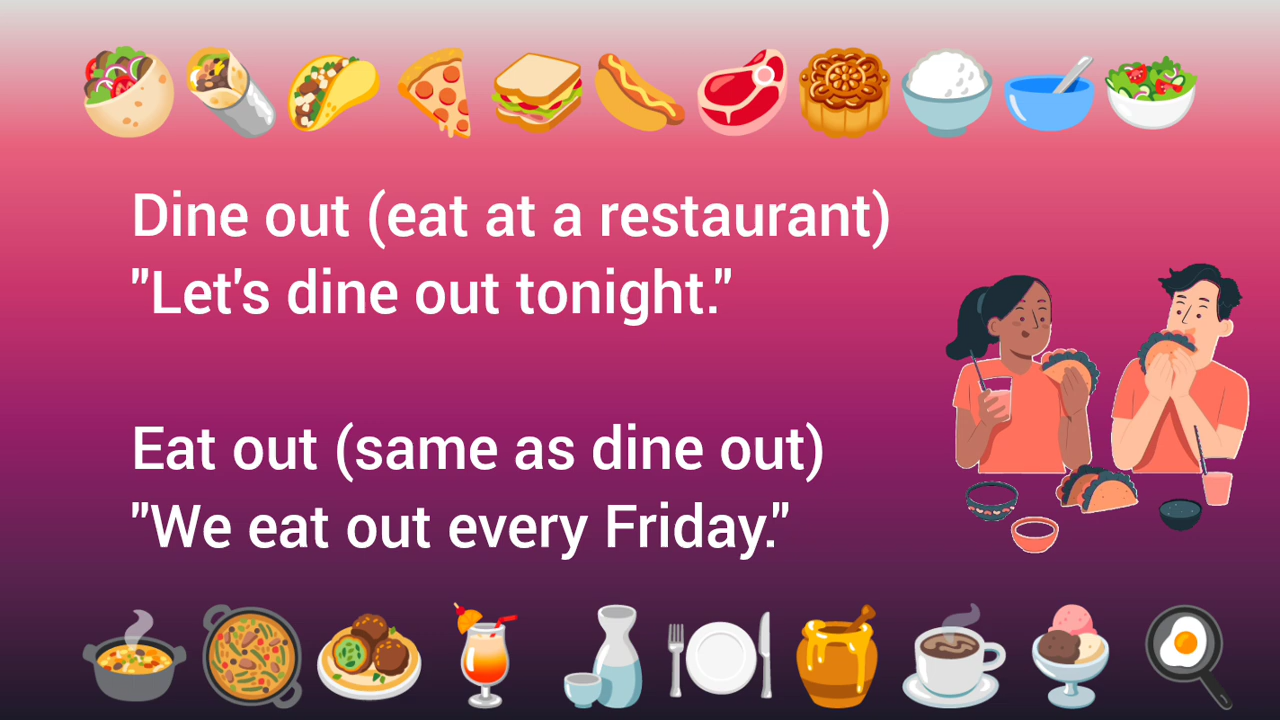 Dine out (eat at a restaurant)
"Let's dine out tonight."
Eat out (same as dine out)
"We eat out every Friday."